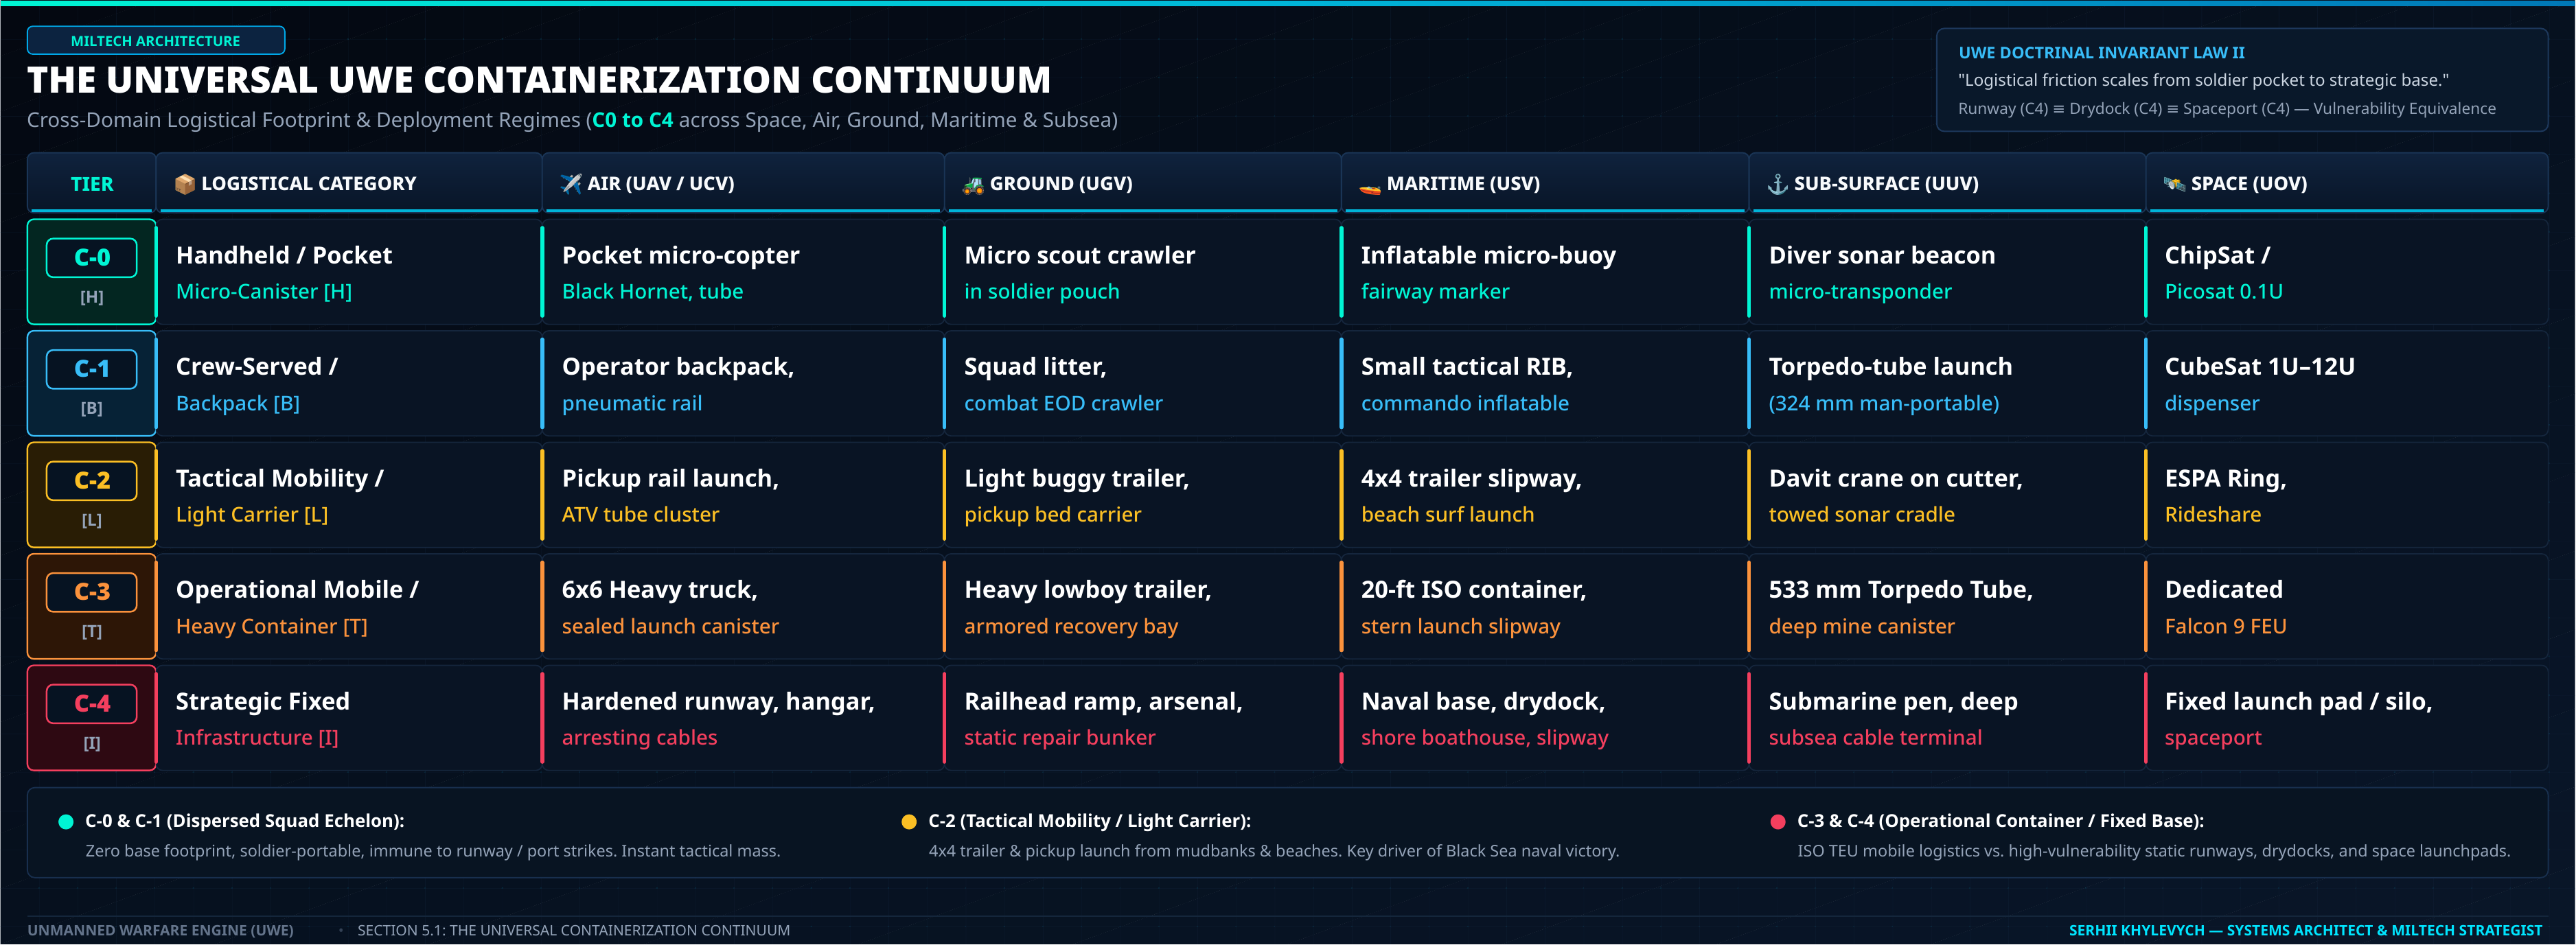 MILTECH ARCHITECTURE
THE UNIVERSAL UWE CONTAINERIZATION CONTINUUM
Cross-Domain Logistical Footprint & Deployment Regimes (C0 to C4 across Space, Air, Ground, Maritime & Subsea)
UWE DOCTRINAL INVARIANT LAW II
"Logistical friction scales from soldier pocket to strategic base."
Runway (C4) ≡ Drydock (C4) ≡ Spaceport (C4) — Vulnerability Equivalence
TIER
LOGISTICAL CATEGORY
AIR (UAV / UCV)
GROUND (UGV)
MARITIME (USV)
SUB-SURFACE (UUV)
SPACE (UOV)
C-0
[H]
Handheld / Pocket
Micro-Canister [H]
Pocket micro-copter
Black Hornet, tube
Micro scout crawler
in soldier pouch
Inflatable micro-buoy
fairway marker
Diver sonar beacon
micro-transponder
ChipSat /
Picosat 0.1U
C-1
[B]
Crew-Served /
Backpack [B]
Operator backpack,
pneumatic rail
Squad litter,
combat EOD crawler
Small tactical RIB,
commando inflatable
Torpedo-tube launch
(324 mm man-portable)
CubeSat 1U–12U
dispenser
C-2
[L]
Tactical Mobility /
Light Carrier [L]
Pickup rail launch,
ATV tube cluster
Light buggy trailer,
pickup bed carrier
4x4 trailer slipway,
beach surf launch
Davit crane on cutter,
towed sonar cradle
ESPA Ring,
Rideshare
C-3
[T]
Operational Mobile /
Heavy Container [T]
6x6 Heavy truck,
sealed launch canister
Heavy lowboy trailer,
armored recovery bay
20-ft ISO container,
stern launch slipway
533 mm Torpedo Tube,
deep mine canister
Dedicated
Falcon 9 FEU
C-4
[I]
Strategic Fixed
Infrastructure [I]
Hardened runway, hangar,
arresting cables
Railhead ramp, arsenal,
static repair bunker
Naval base, drydock,
shore boathouse, slipway
Submarine pen, deep
subsea cable terminal
Fixed launch pad / silo,
spaceport
C-0 & C-1 (Dispersed Squad Echelon):
Zero base footprint, soldier-portable, immune to runway / port strikes. Instant tactical mass.
C-2 (Tactical Mobility / Light Carrier):
4x4 trailer & pickup launch from mudbanks & beaches. Key driver of Black Sea naval victory.
C-3 & C-4 (Operational Container / Fixed Base):
ISO TEU mobile logistics vs. high-vulnerability static runways, drydocks, and space launchpads.
UNMANNED WARFARE ENGINE (UWE) • SECTION 5.1: THE UNIVERSAL CONTAINERIZATION CONTINUUM
SERHII KHYLEVYCH — SYSTEMS ARCHITECT & MILTECH STRATEGIST